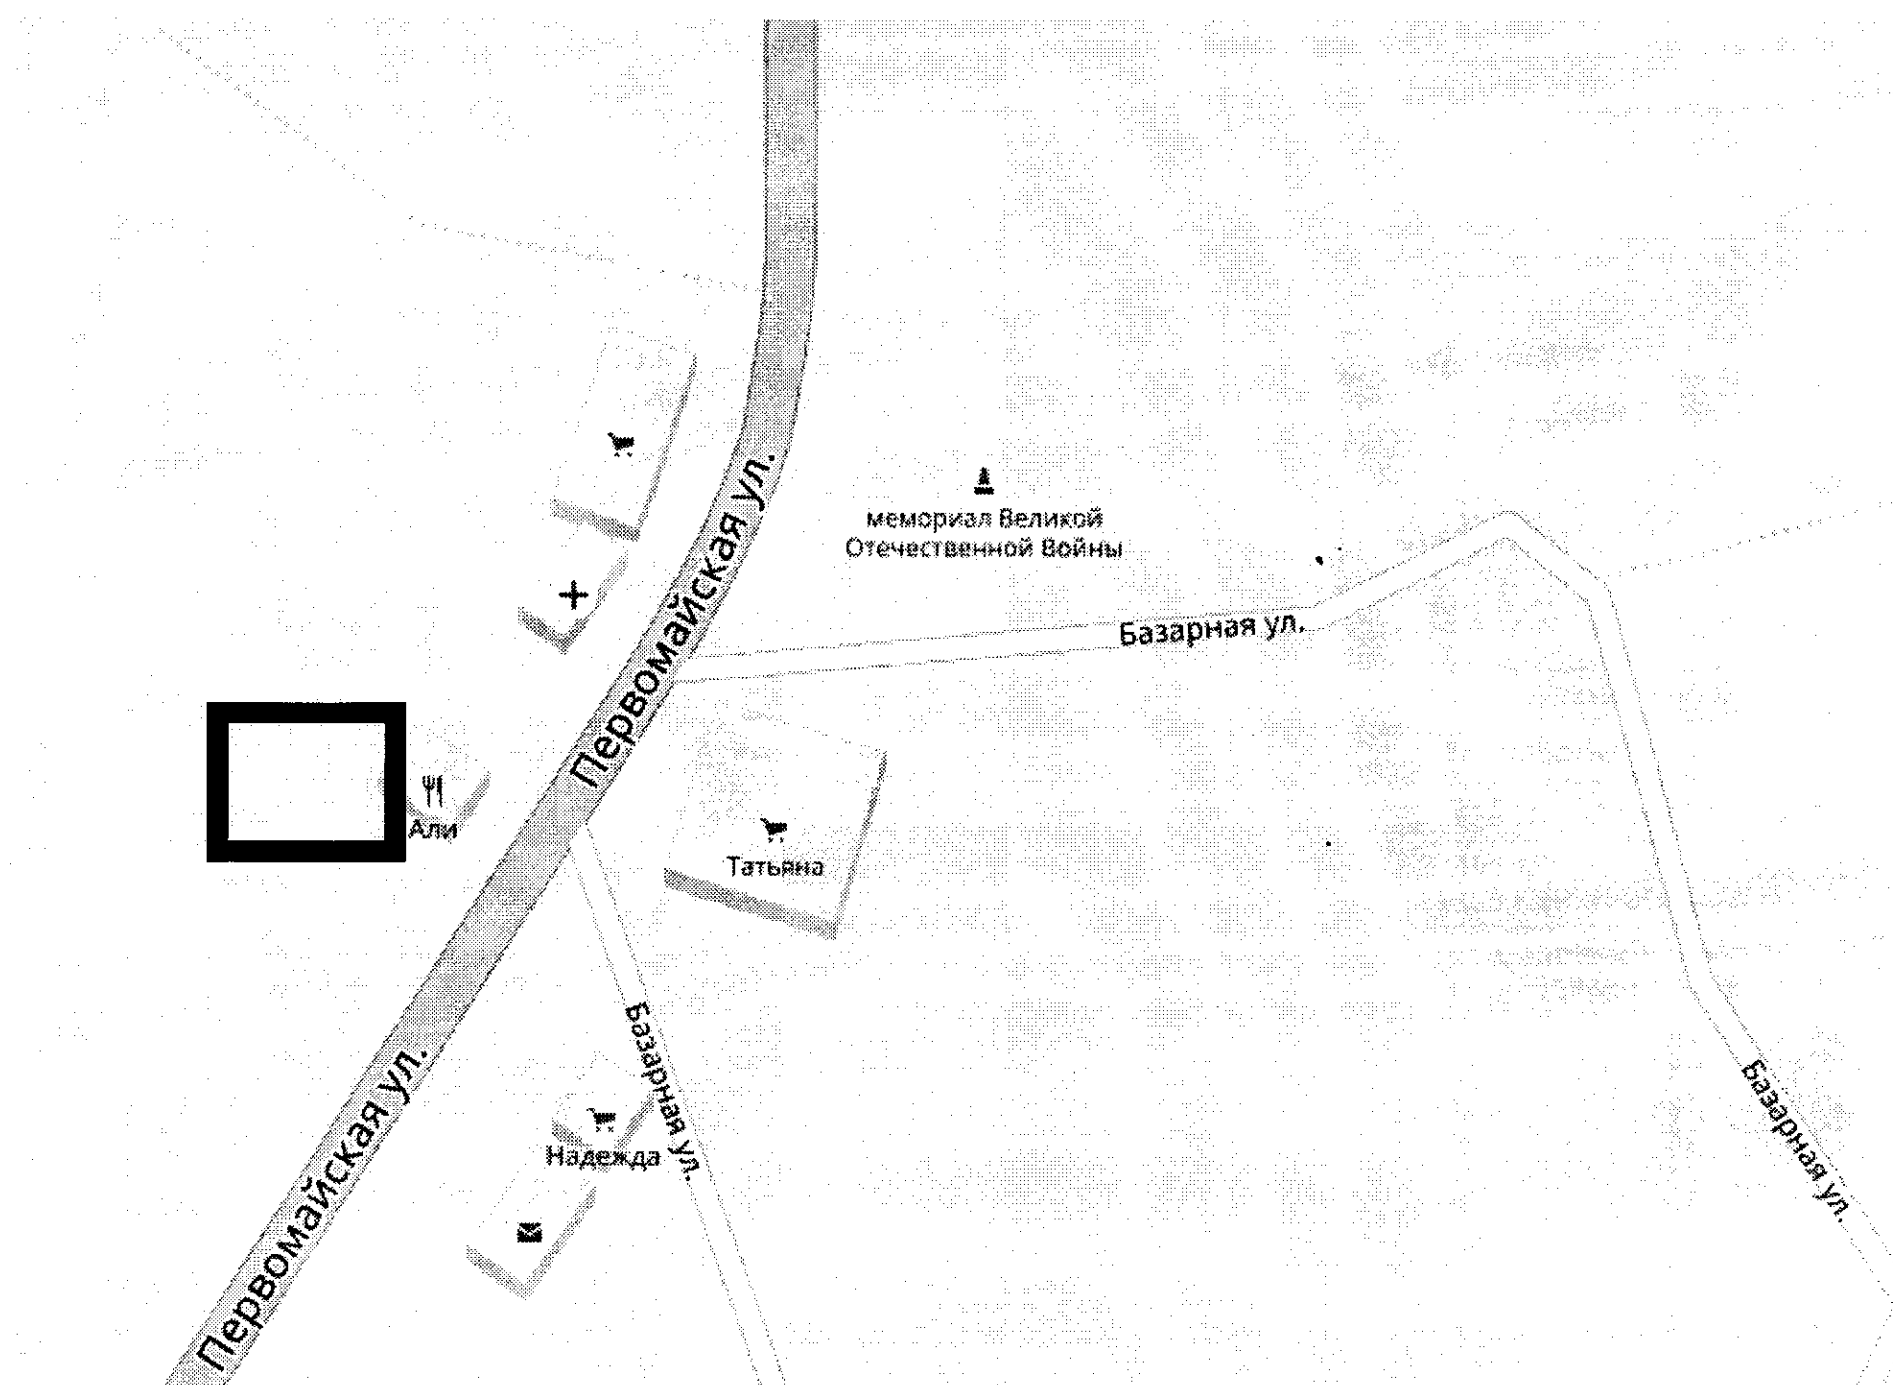 Первомайская ул.
мемориал Великой
Отечественной Войны
Базарная ул.
Али
Татьяна
Базарная ул.
Первомайская ул.
Надежда
Базарная ул.